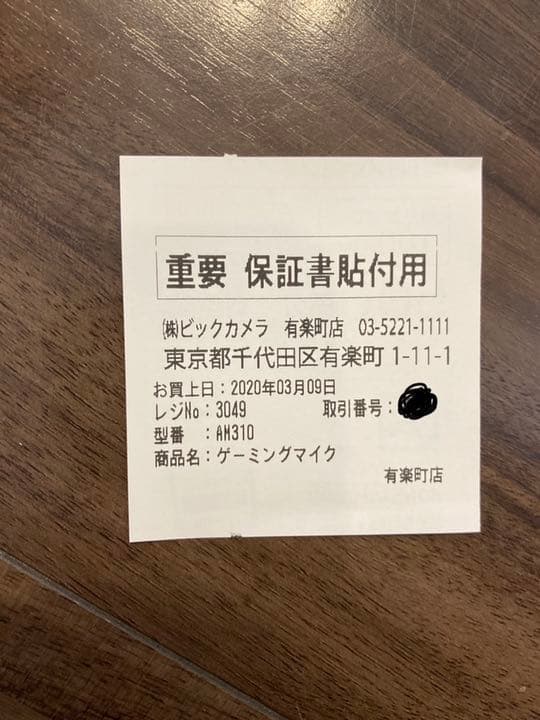 重要 保証書貼付用
㈱ビックカメラ 有楽町店 03-5221-1111
東京都千代田区有楽町 1-11-1
お買上日：2020年03月09日
レジNo：3049 取引番号：
型番 ：AM310
商品名：ゲーミングマイク
有楽町店